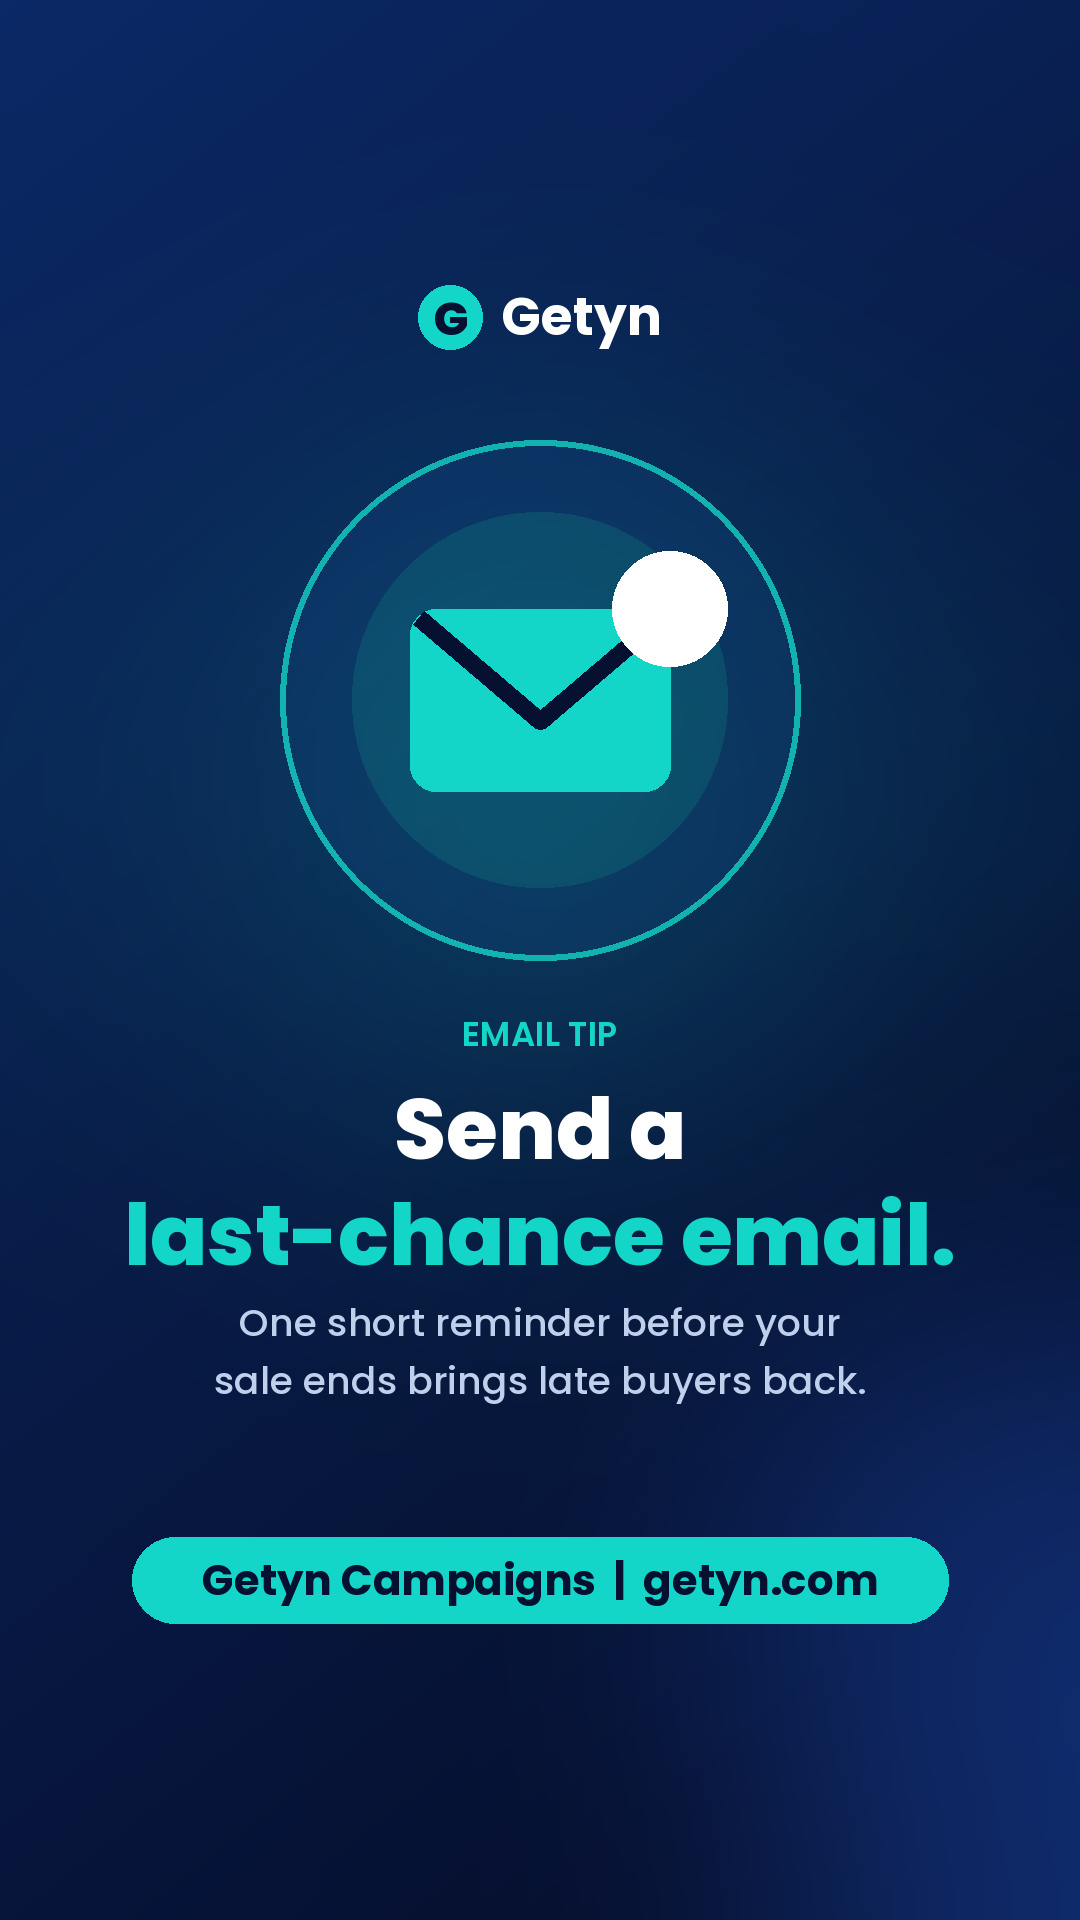 G Getyn
EMAIL TIP
Send a
last-chance email.
One short reminder before your
sale ends brings late buyers back.
Getyn Campaigns | getyn.com